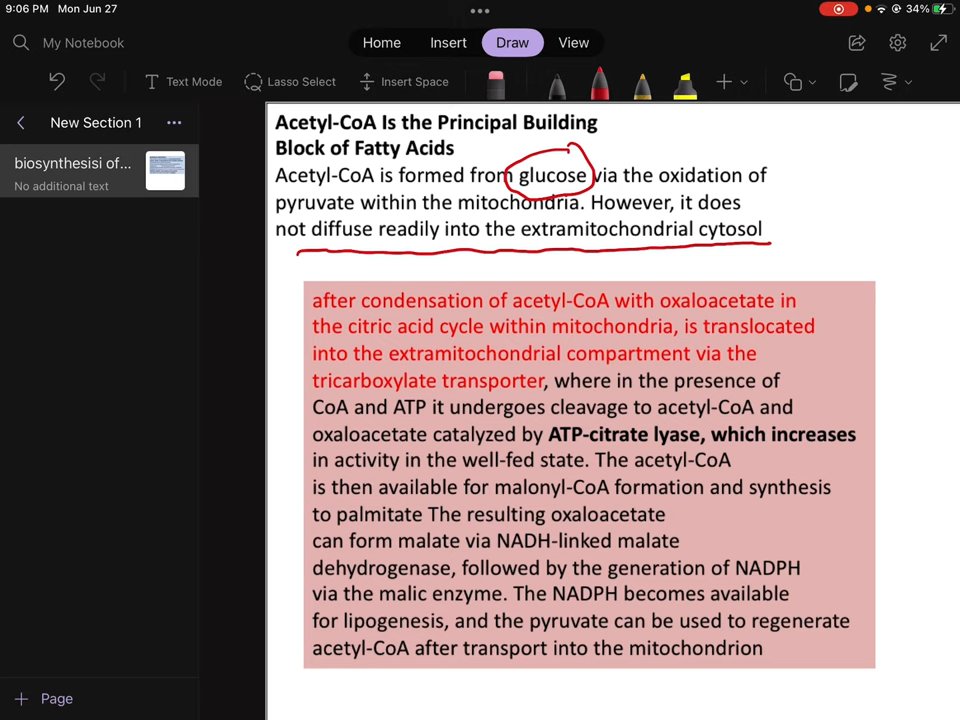 9:06 PM Mon Jun 27
34%
My Notebook
Home Insert Draw View
Text Mode Lasso Select Insert Space
New Section 1
biosynthesisi of...
No additional text
Acetyl-CoA Is the Principal Building
Block of Fatty Acids
Acetyl-CoA is formed from glucose via the oxidation of
pyruvate within the mitochondria. However, it does
not diffuse readily into the extramitochondrial cytosol
after condensation of acetyl-CoA with oxaloacetate in
the citric acid cycle within mitochondria, is translocated
into the extramitochondrial compartment via the
tricarboxylate transporter, where in the presence of
CoA and ATP it undergoes cleavage to acetyl-CoA and
oxaloacetate catalyzed by ATP-citrate lyase, which increases
in activity in the well-fed state. The acetyl-CoA
is then available for malonyl-CoA formation and synthesis
to palmitate The resulting oxaloacetate
can form malate via NADH-linked malate
dehydrogenase, followed by the generation of NADPH
via the malic enzyme. The NADPH becomes available
for lipogenesis, and the pyruvate can be used to regenerate
acetyl-CoA after transport into the mitochondrion
Page